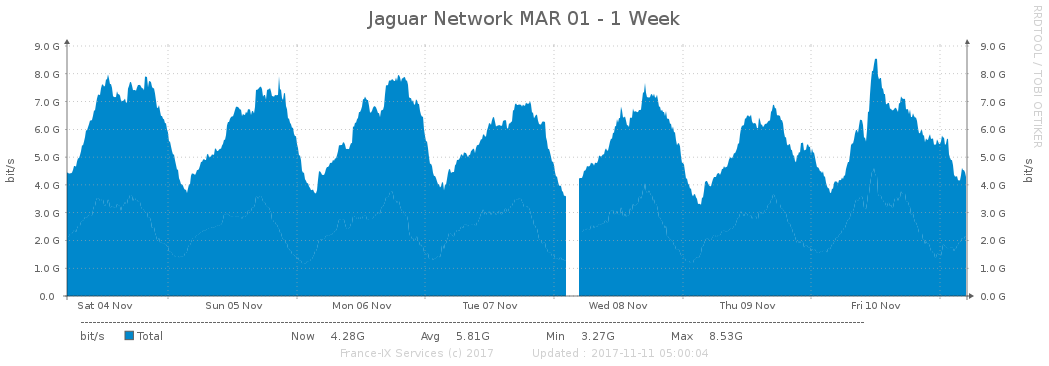 Jaguar Network MAR 01 - 1 Week
RRDTOOL / TOBI OETIKER
9.0 G 9.0 G
8.0 G 8.0 G
7.0 G 7.0 G
6.0 G 6.0 G
5.0 G 5.0 G
4.0 G 4.0 G
3.0 G 3.0 G
2.0 G 2.0 G
1.0 G 1.0 G
0.0 0.0 G
bit/s
bit/s
Sat 04 Nov Sun 05 Nov Mon 06 Nov Tue 07 Nov Wed 08 Nov Thu 09 Nov Fri 10 Nov
bit/s Total Now 4.28G Avg 5.81G Min 3.27G Max 8.53G
France-IX Services (c) 2017 Updated : 2017-11-11 05:00:04